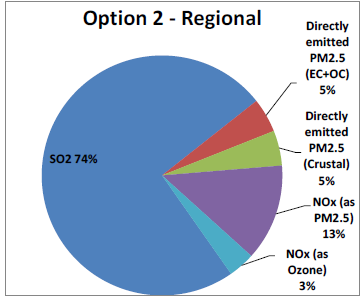 Option 2 - Regional
Directly
emitted
PM2.5
(EC+OC)
5%
SO2 74%
Directly
emitted
PM2.5
(Crustal)
5%
NOx (as
PM2.5)
13%
NOx (as
Ozone)
3%